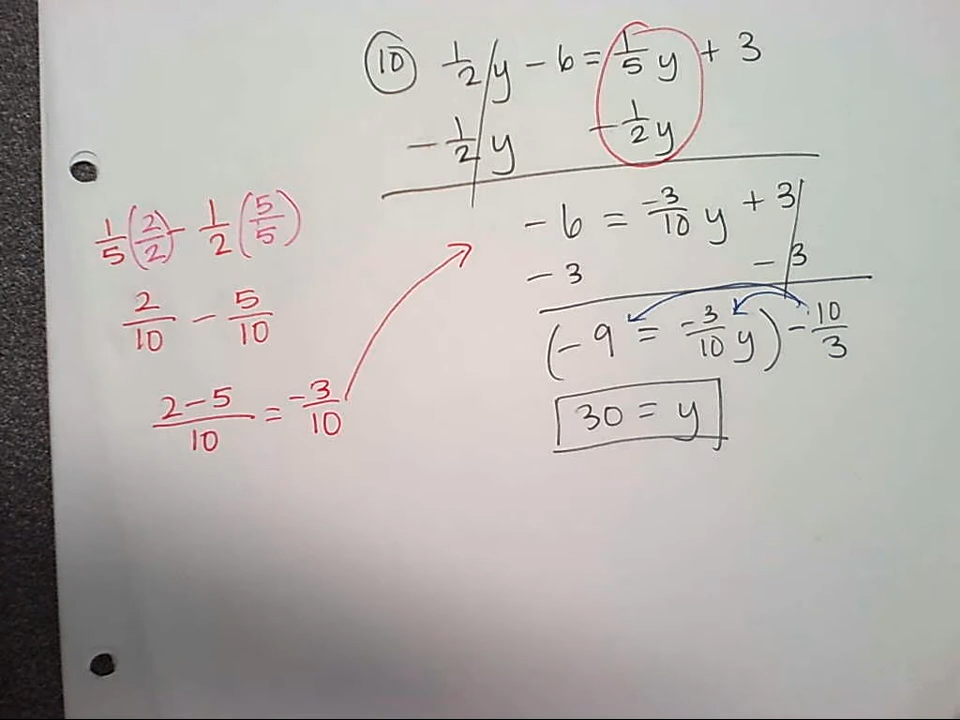 10 1/2 y - 6 = 1/5 y + 3
- 1/2 y - 1/2 y
- 6 = -3/10 y + 3
- 3 - 3
(- 9 = -3/10 y) - 10/3
30 = y
1/5 (2/2) - 1/2 (5/5)
2/10 - 5/10
2 - 5/10 = -3/10